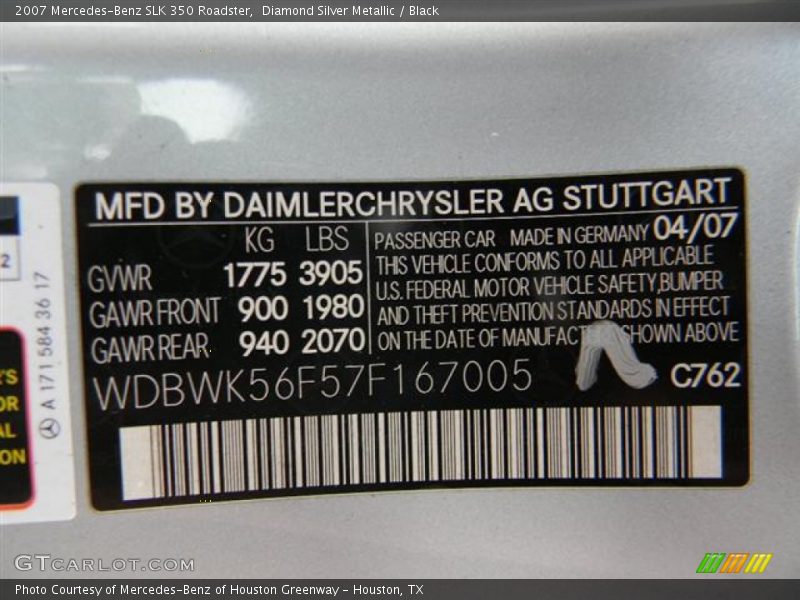 2007 Mercedes-Benz SLK 350 Roadster,  Diamond Silver Metallic / Black
MFD BY DAIMLERCHRYSLER AG STUTTGART
KG LBS
GVWR 1775 3905
GAWR FRONT 900 1980
GAWR REAR 940 2070
PASSENGER CAR MADE IN GERMANY 04/07
THIS VEHICLE CONFORMS TO ALL APPLICABLE
U.S. FEDERAL MOTOR VEHICLE SAFETY,BUMPER
AND THEFT PREVENTION STANDARDS IN EFFECT
ON THE DATE OF MANUFACT SHOWN ABOVE
WDBWK56F57F167005
C762
2
A 171 584 36 17
'S
OR
AL
ON
GTCARLOT.COM
Photo Courtesy of Mercedes-Benz of Houston Greenway - Houston, TX